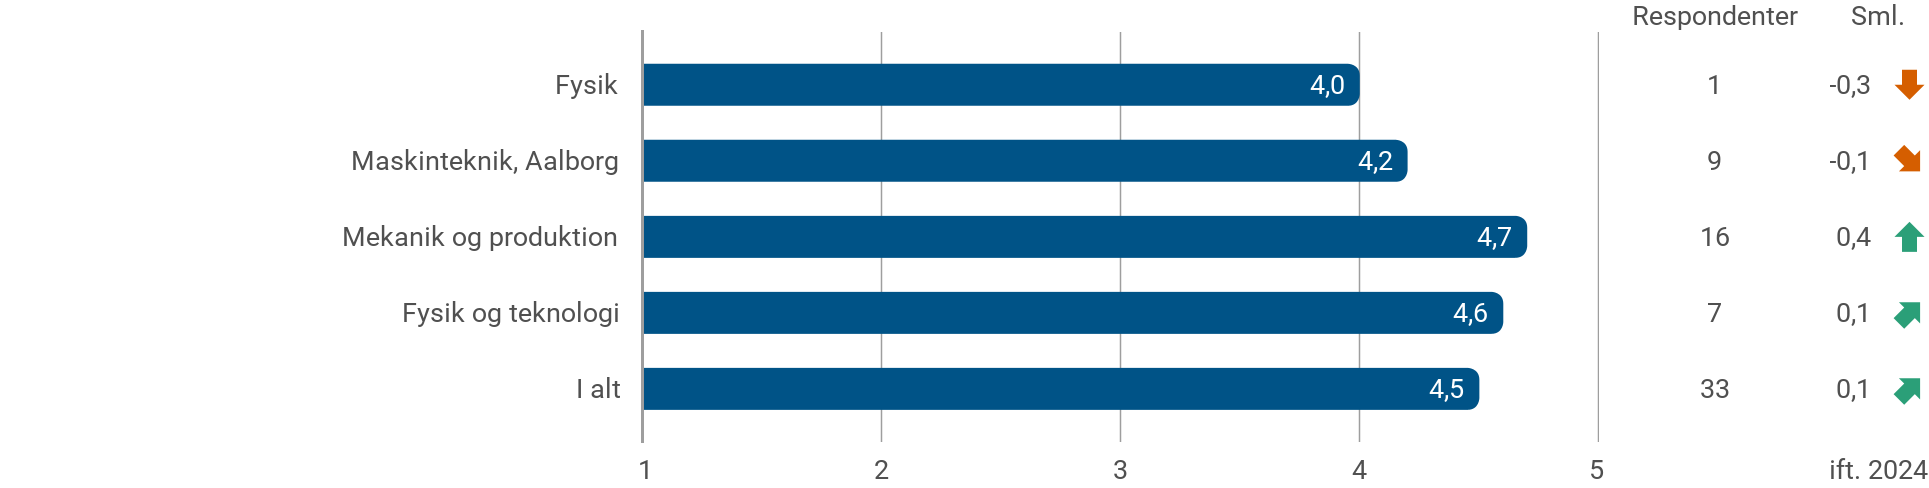 Respondenter Sml.
Fysik 4,0 1 -0,3
Maskinteknik, Aalborg 4,2 9 -0,1
Mekanik og produktion 4,7 16 0,4
Fysik og teknologi 4,6 7 0,1
I alt 4,5 33 0,1
1 2 3 4 5 ift. 2024